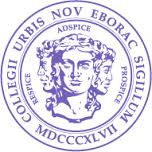 COLLEGII URBIS NOV EBORAC SIGILLUM
ADSPICE
RESPICE
PROSPICE
MDCCCXLVII